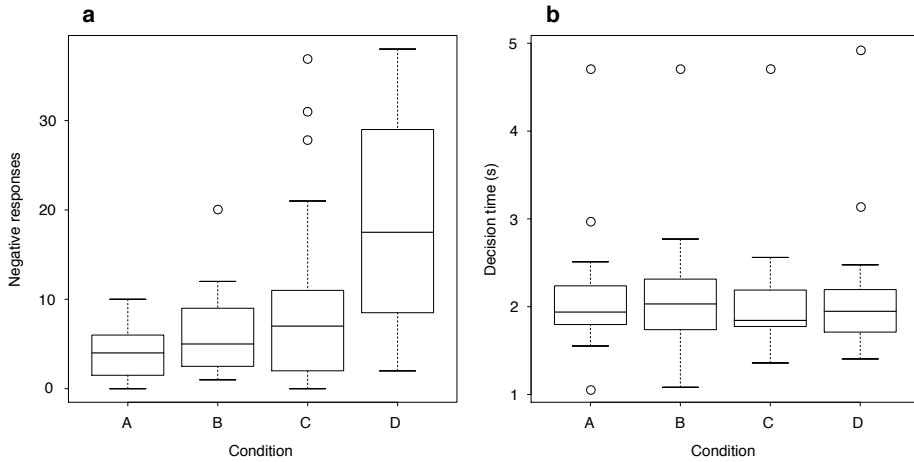 a
Negative responses
30
20
10
0
A B C D
Condition
b
Decision time (s)
5
4
3
2
1
A B C D
Condition